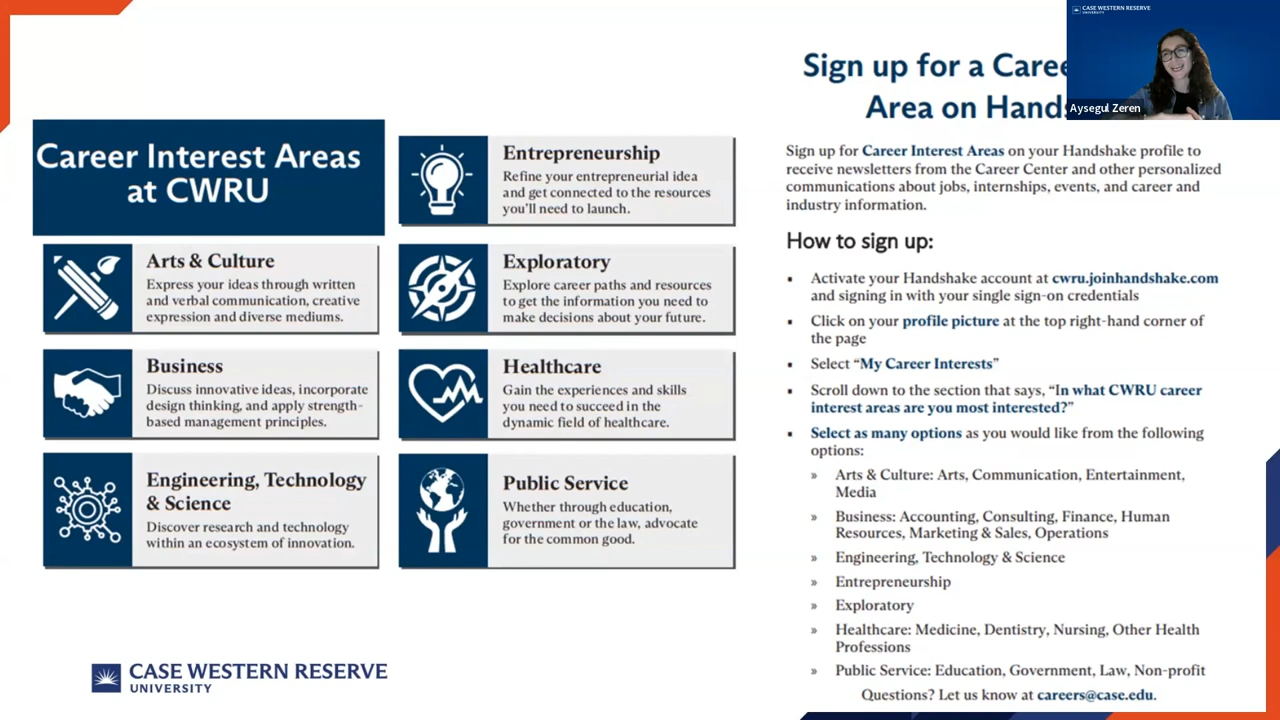 Career Interest Areas
at CWRU
Arts & Culture
Express your ideas through written
and verbal communication, creative
expression and diverse mediums.
Business
Discuss innovative ideas, incorporate
design thinking, and apply strength-
based management principles.
Engineering, Technology
& Science
Discover research and technology
within an ecosystem of innovation.
Entrepreneurship
Refine your entrepreneurial idea
and get connected to the resources
you'll need to launch.
Exploratory
Explore career paths and resources
to get the information you need to
make decisions about your future.
Healthcare
Gain the experiences and skills
you need to succeed in the
dynamic field of healthcare.
Public Service
Whether through education,
government or the law, advocate
for the common good.
CASE WESTERN RESERVE
UNIVERSITY
Sign up for a Caree
Area on Hands
CASE WESTERN RESERVE
UNIVERSITY
Aysegul Zeren
Sign up for Career Interest Areas on your Handshake profile to
receive newsletters from the Career Center and other personalized
communications about jobs, internships, events, and career and
industry information.
How to sign up:
▪ Activate your Handshake account at cwru.joinhandshake.com
and signing in with your single sign-on credentials
▪ Click on your profile picture at the top right-hand corner of
the page
▪ Select “My Career Interests”
▪ Scroll down to the section that says, “In what CWRU career
interest areas are you most interested?”
▪ Select as many options as you would like from the following
options:
» Arts & Culture: Arts, Communication, Entertainment,
Media
» Business: Accounting, Consulting, Finance, Human
Resources, Marketing & Sales, Operations
» Engineering, Technology & Science
» Entrepreneurship
» Exploratory
» Healthcare: Medicine, Dentistry, Nursing, Other Health
Professions
» Public Service: Education, Government, Law, Non-profit
Questions? Let us know at careers@case.edu.